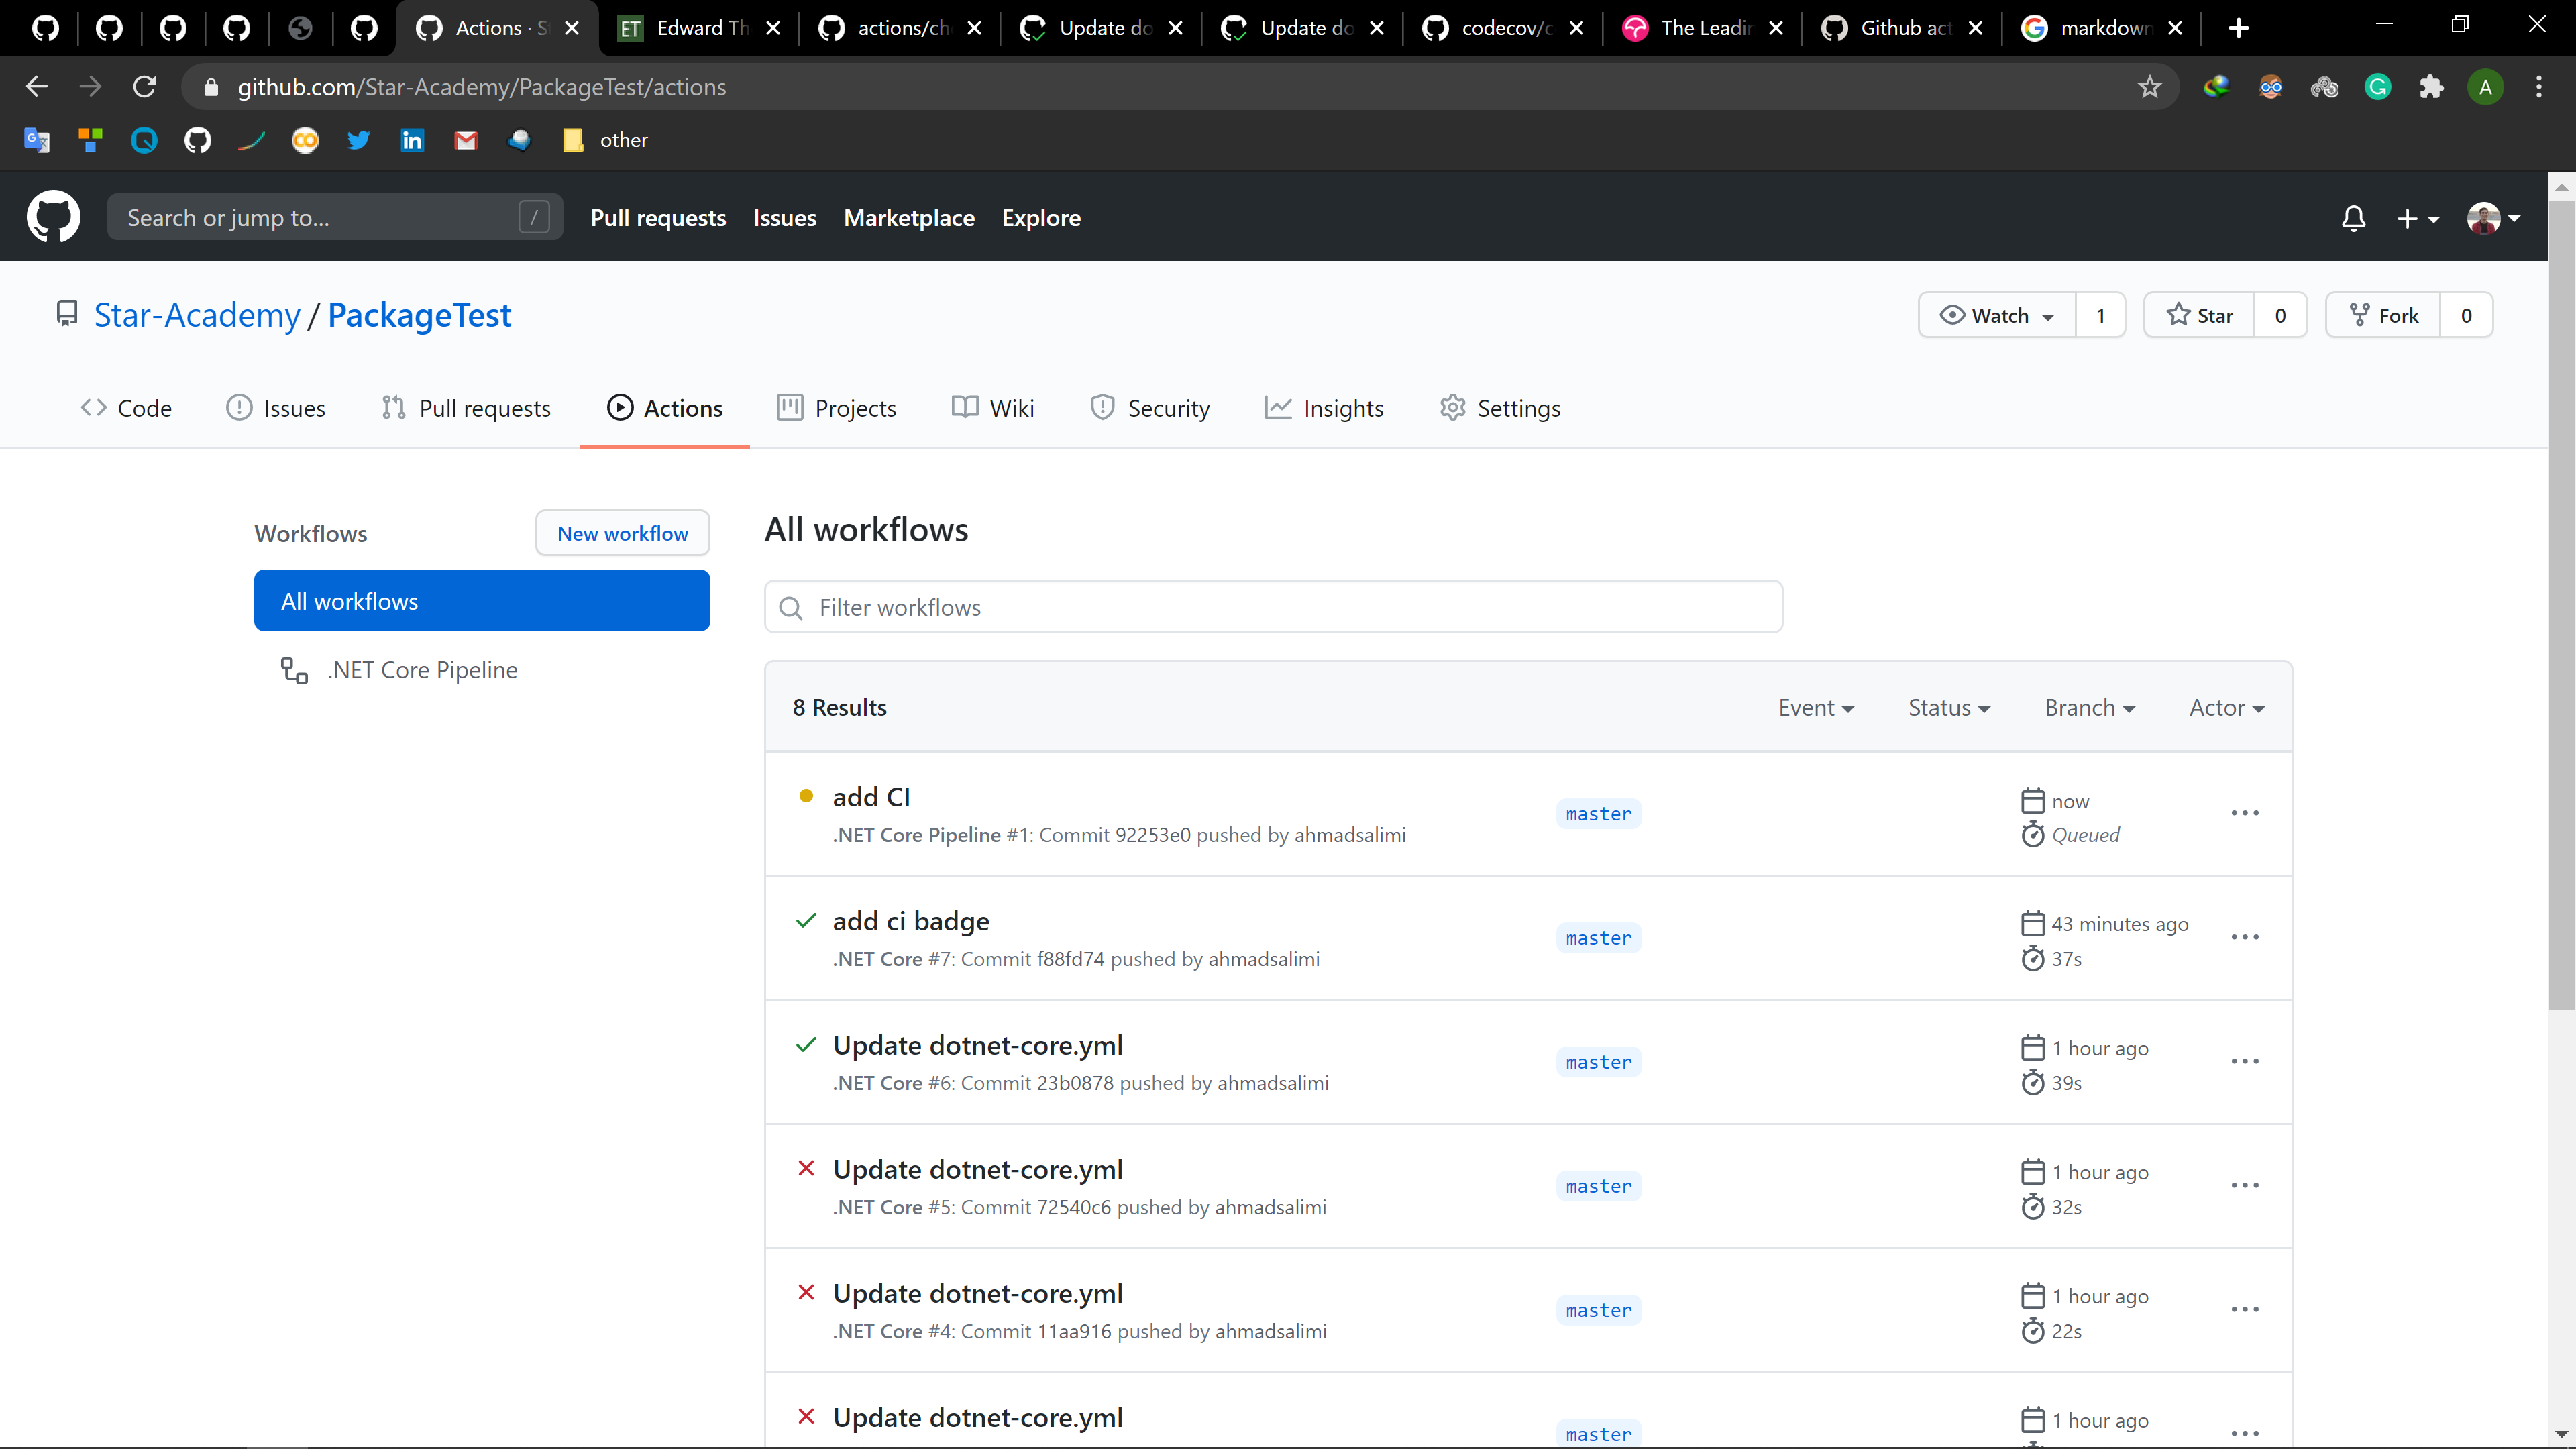 Actions · S
Edward Th
actions/ch
Update do
Update do
codecov/c
The Leadin
Github act
markdown
github.com/Star-Academy/PackageTest/actions
G
A
other
Search or jump to...
/
Pull requests
Issues
Marketplace
Explore
Star-Academy / PackageTest
Watch 1
Star 0
Fork 0
Code
Issues
Pull requests
Actions
Projects
Wiki
Security
Insights
Settings
Workflows
New workflow
All workflows
.NET Core Pipeline
All workflows
Filter workflows
8 Results
Event
Status
Branch
Actor
add CI
.NET Core Pipeline #1: Commit 92253e0 pushed by ahmadsalimi
master
now
Queued
add ci badge
.NET Core #7: Commit f88fd74 pushed by ahmadsalimi
master
43 minutes ago
37s
Update dotnet-core.yml
.NET Core #6: Commit 23b0878 pushed by ahmadsalimi
master
1 hour ago
39s
Update dotnet-core.yml
.NET Core #5: Commit 72540c6 pushed by ahmadsalimi
master
1 hour ago
32s
Update dotnet-core.yml
.NET Core #4: Commit 11aa916 pushed by ahmadsalimi
master
1 hour ago
22s
Update dotnet-core.yml
master
1 hour ago